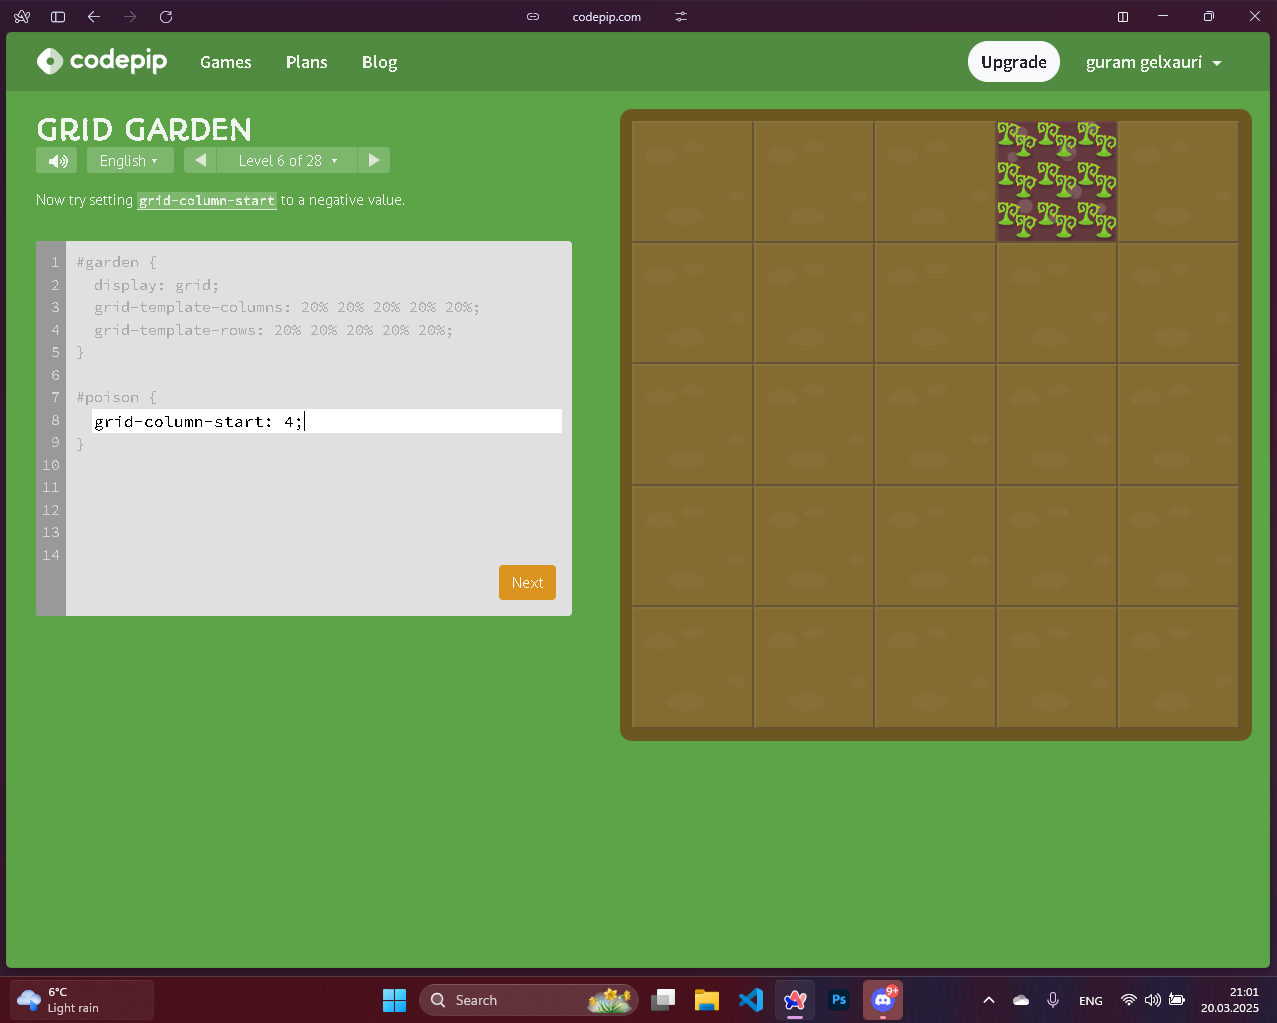 codepip.com
codepip
Games
Plans
Blog
Upgrade
guram gelxauri
GRID GARDEN
English
Level 6 of 28
Now try setting grid-column-start to a negative value.
1 #garden {
2 display: grid;
3 grid-template-columns: 20% 20% 20% 20% 20%;
4 grid-template-rows: 20% 20% 20% 20% 20%;
5 }
6
7 #poison {
8 grid-column-start: 4;
9 }
10
11
12
13
14
Next
6°C
Light rain
Search
Ps
9+
ENG
21:01
20.03.2025